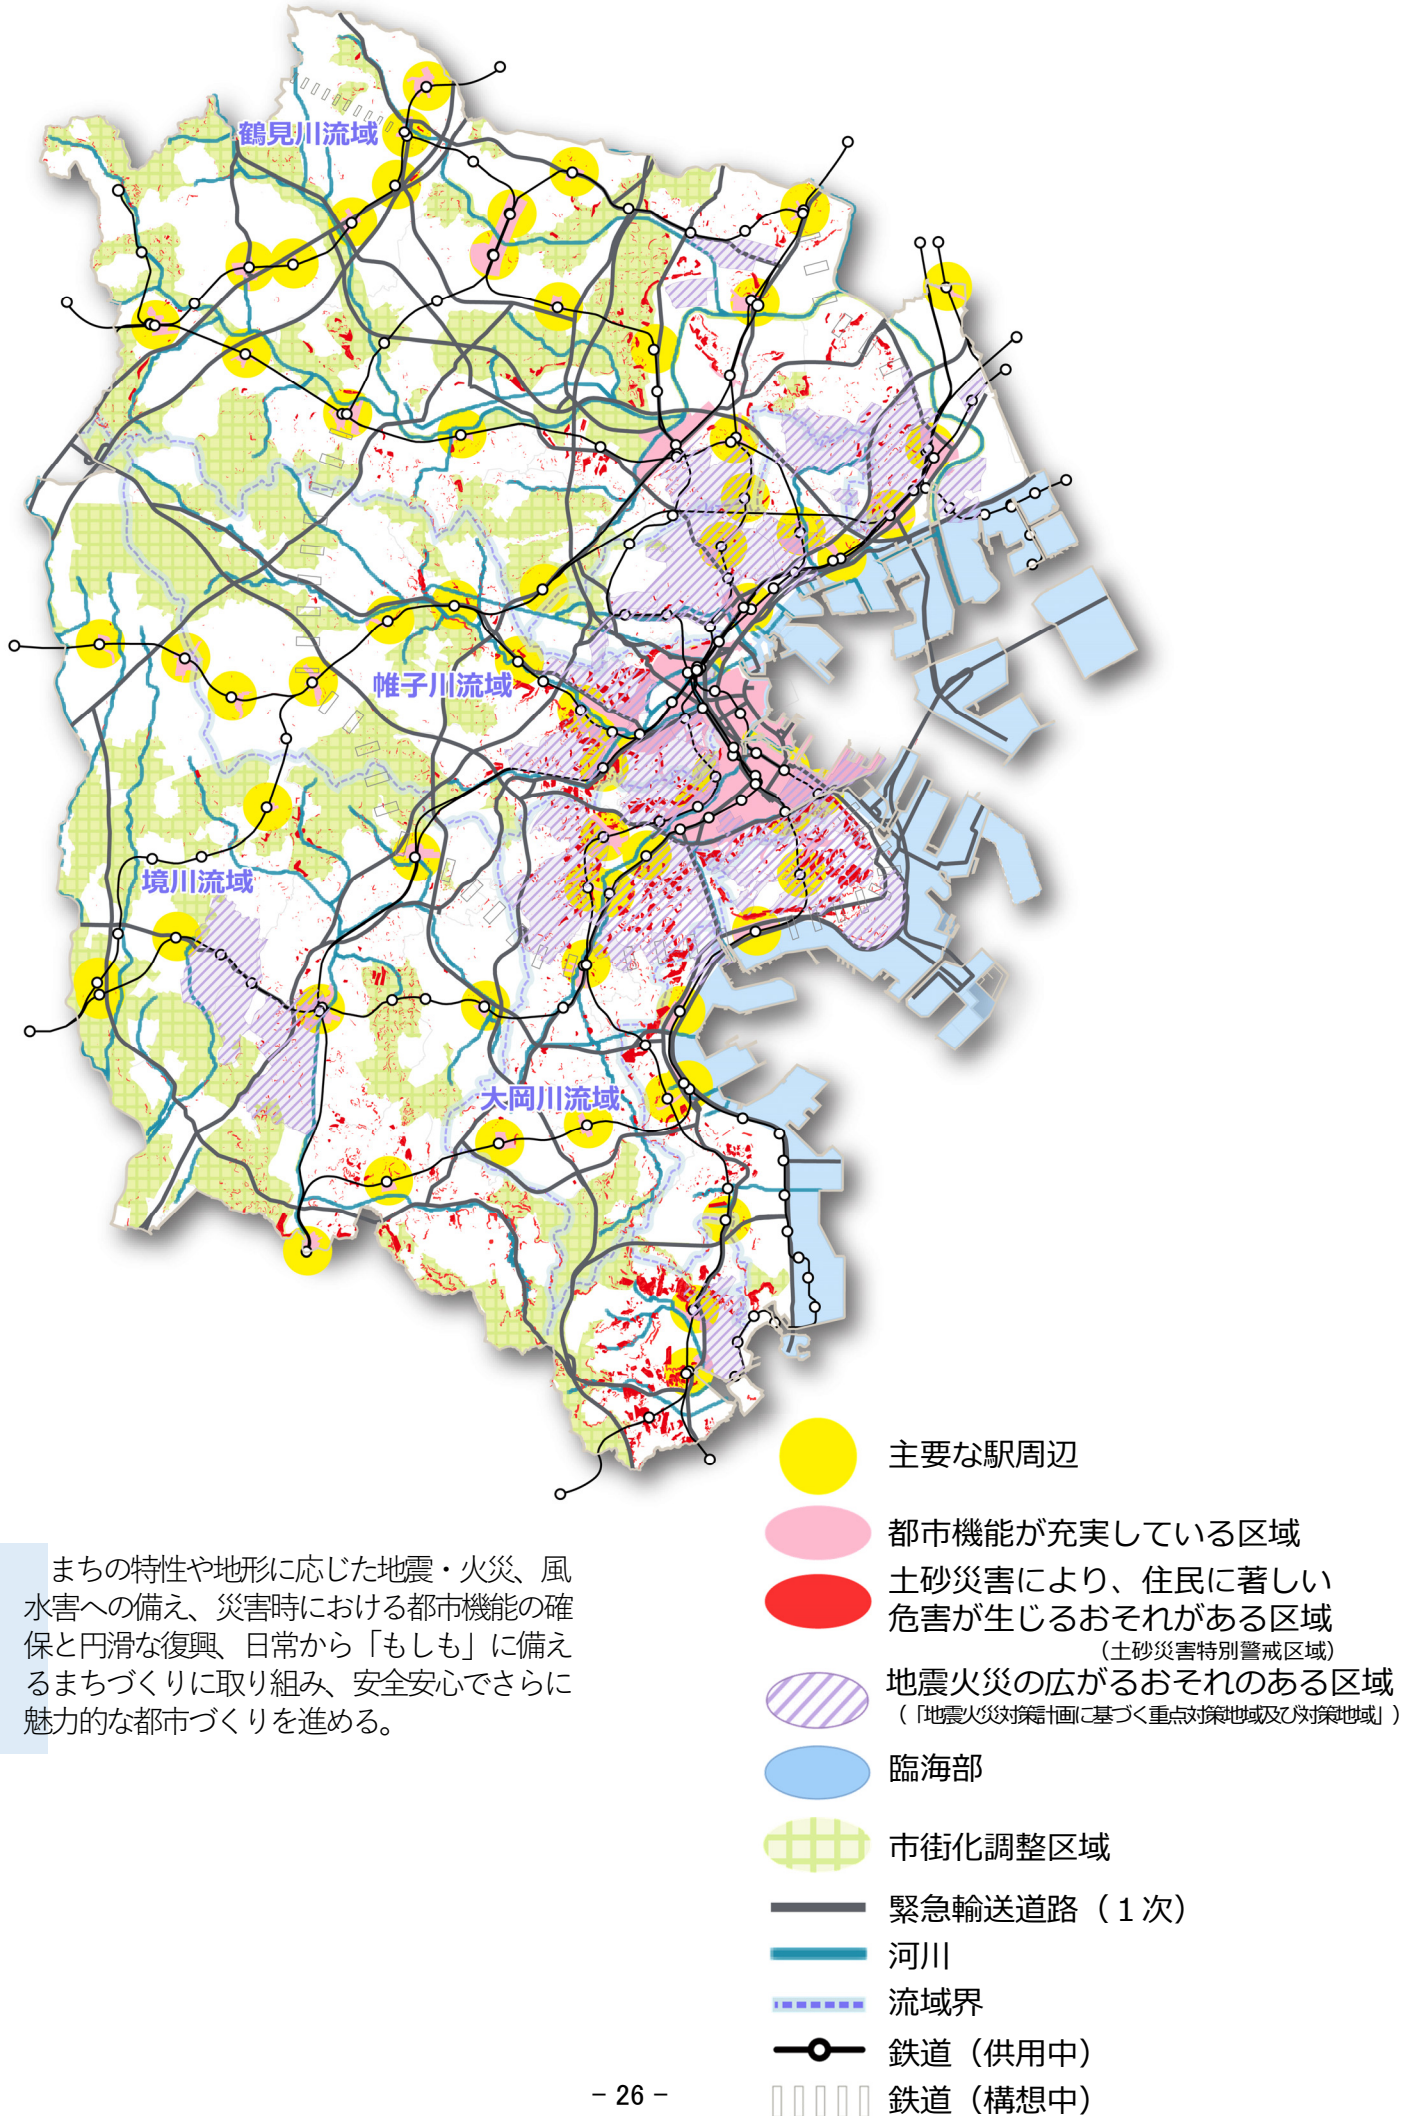 鶴見川流域
帷子川流域
境川流域
大岡川流域
主要な駅周辺
都市機能が充実している区域
土砂災害により、住民に著しい
危害が生じるおそれがある区域
（土砂災害特別警戒区域）
地震火災の広がるおそれのある区域
（「地震火災対策計画に基づく重点対策地域及び対策地域」）
臨海部
市街化調整区域
緊急輸送道路（１次）
河川
流域界
鉄道（供用中）
鉄道（構想中）
まちの特性や地形に応じた地震・火災、風
水害への備え、災害時における都市機能の確
保と円滑な復興、日常から「もしも」に備え
るまちづくりに取り組み、安全安心でさらに
魅力的な都市づくりを進める。
- 26 -